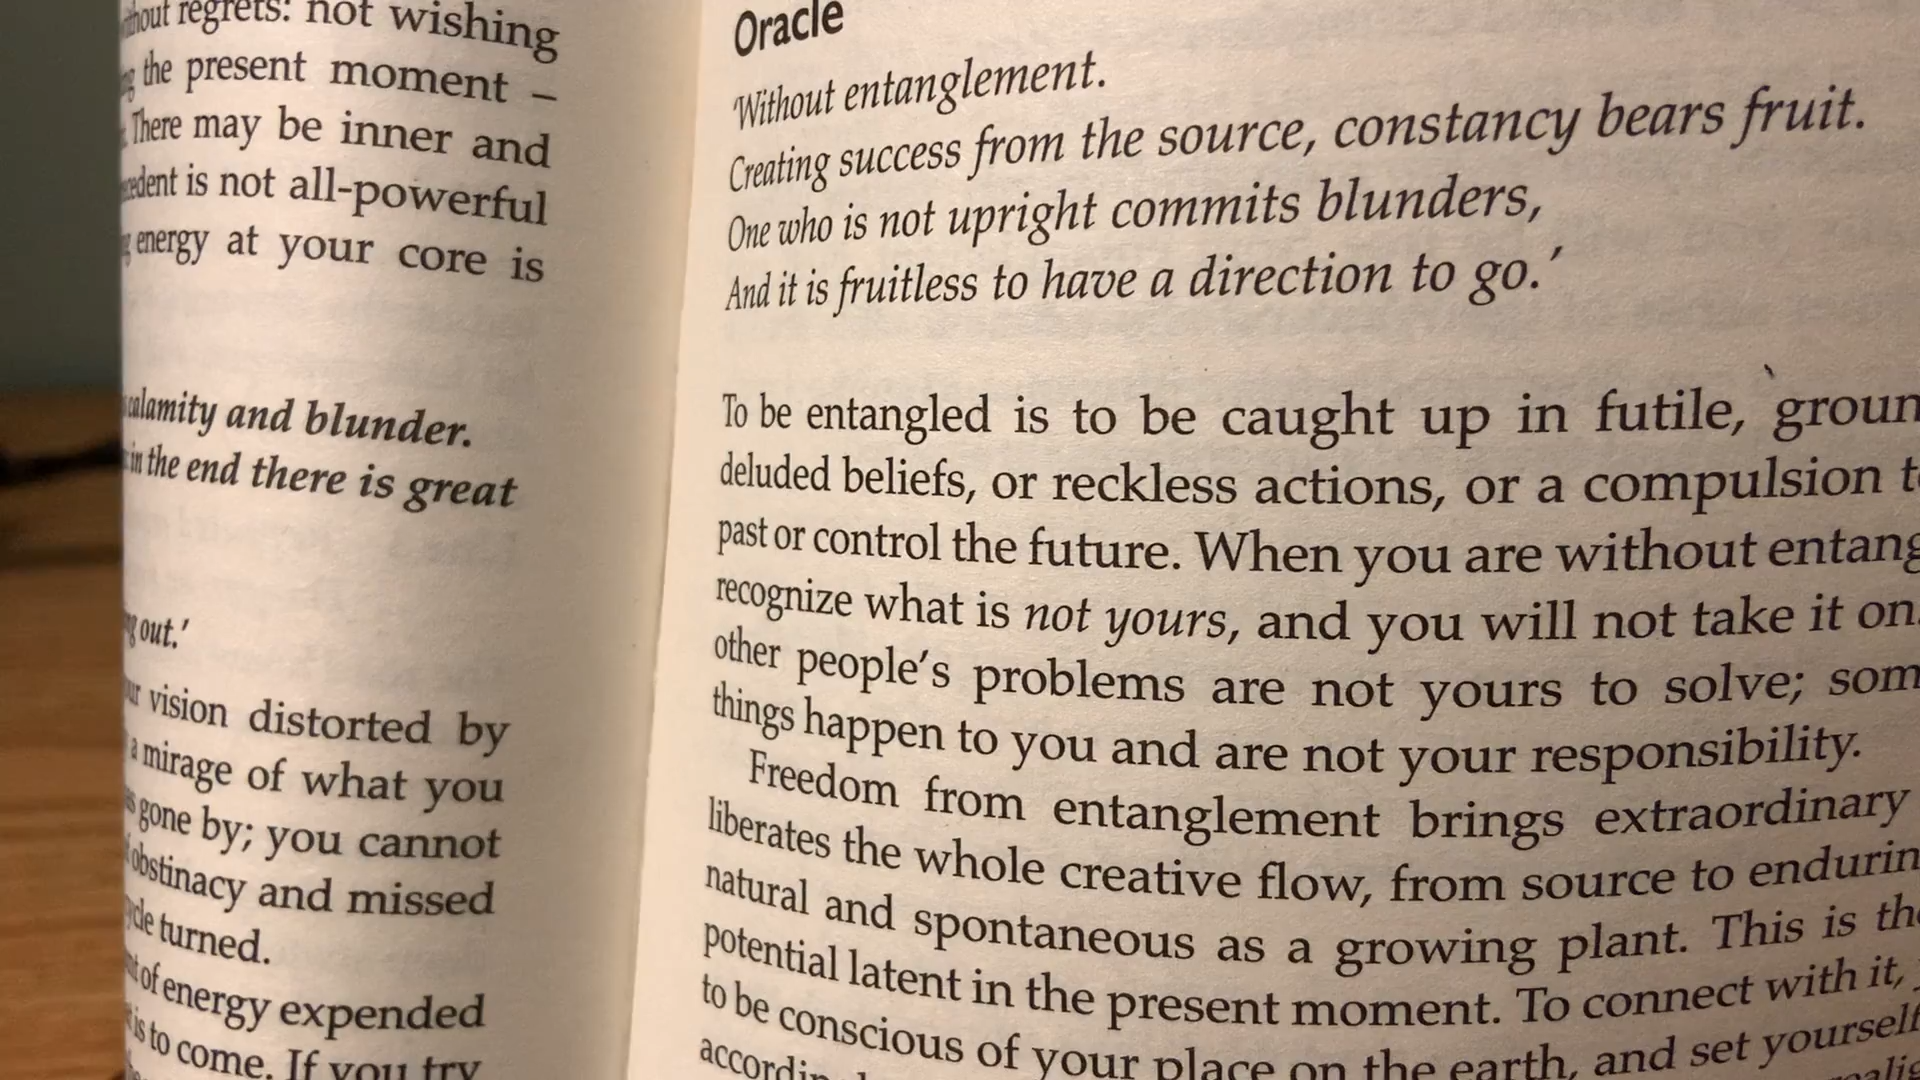 regrets: not wishing
the present moment –
There may be inner and
is not all-powerful
energy at your core is
calamity and blunder.
in the end there is great
out.'
vision distorted by
a mirage of what you
gone by; you cannot
obstinacy and missed
turned.
of energy expended
is to come. If you try
Oracle
'Without entanglement.
Creating success from the source, constancy bears fruit.
One who is not upright commits blunders,
And it is fruitless to have a direction to go.'
To be entangled is to be caught up in futile, groun
deluded beliefs, or reckless actions, or a compulsion t
past or control the future. When you are without entang
recognize what is not yours, and you will not take it on.
other people's problems are not yours to solve; som
things happen to you and are not your responsibility.
Freedom from entanglement brings extraordinary
liberates the whole creative flow, from source to endurin
natural and spontaneous as a growing plant. This is the
potential latent in the present moment. To connect with it,
to be conscious of your place on the earth, and set yourself